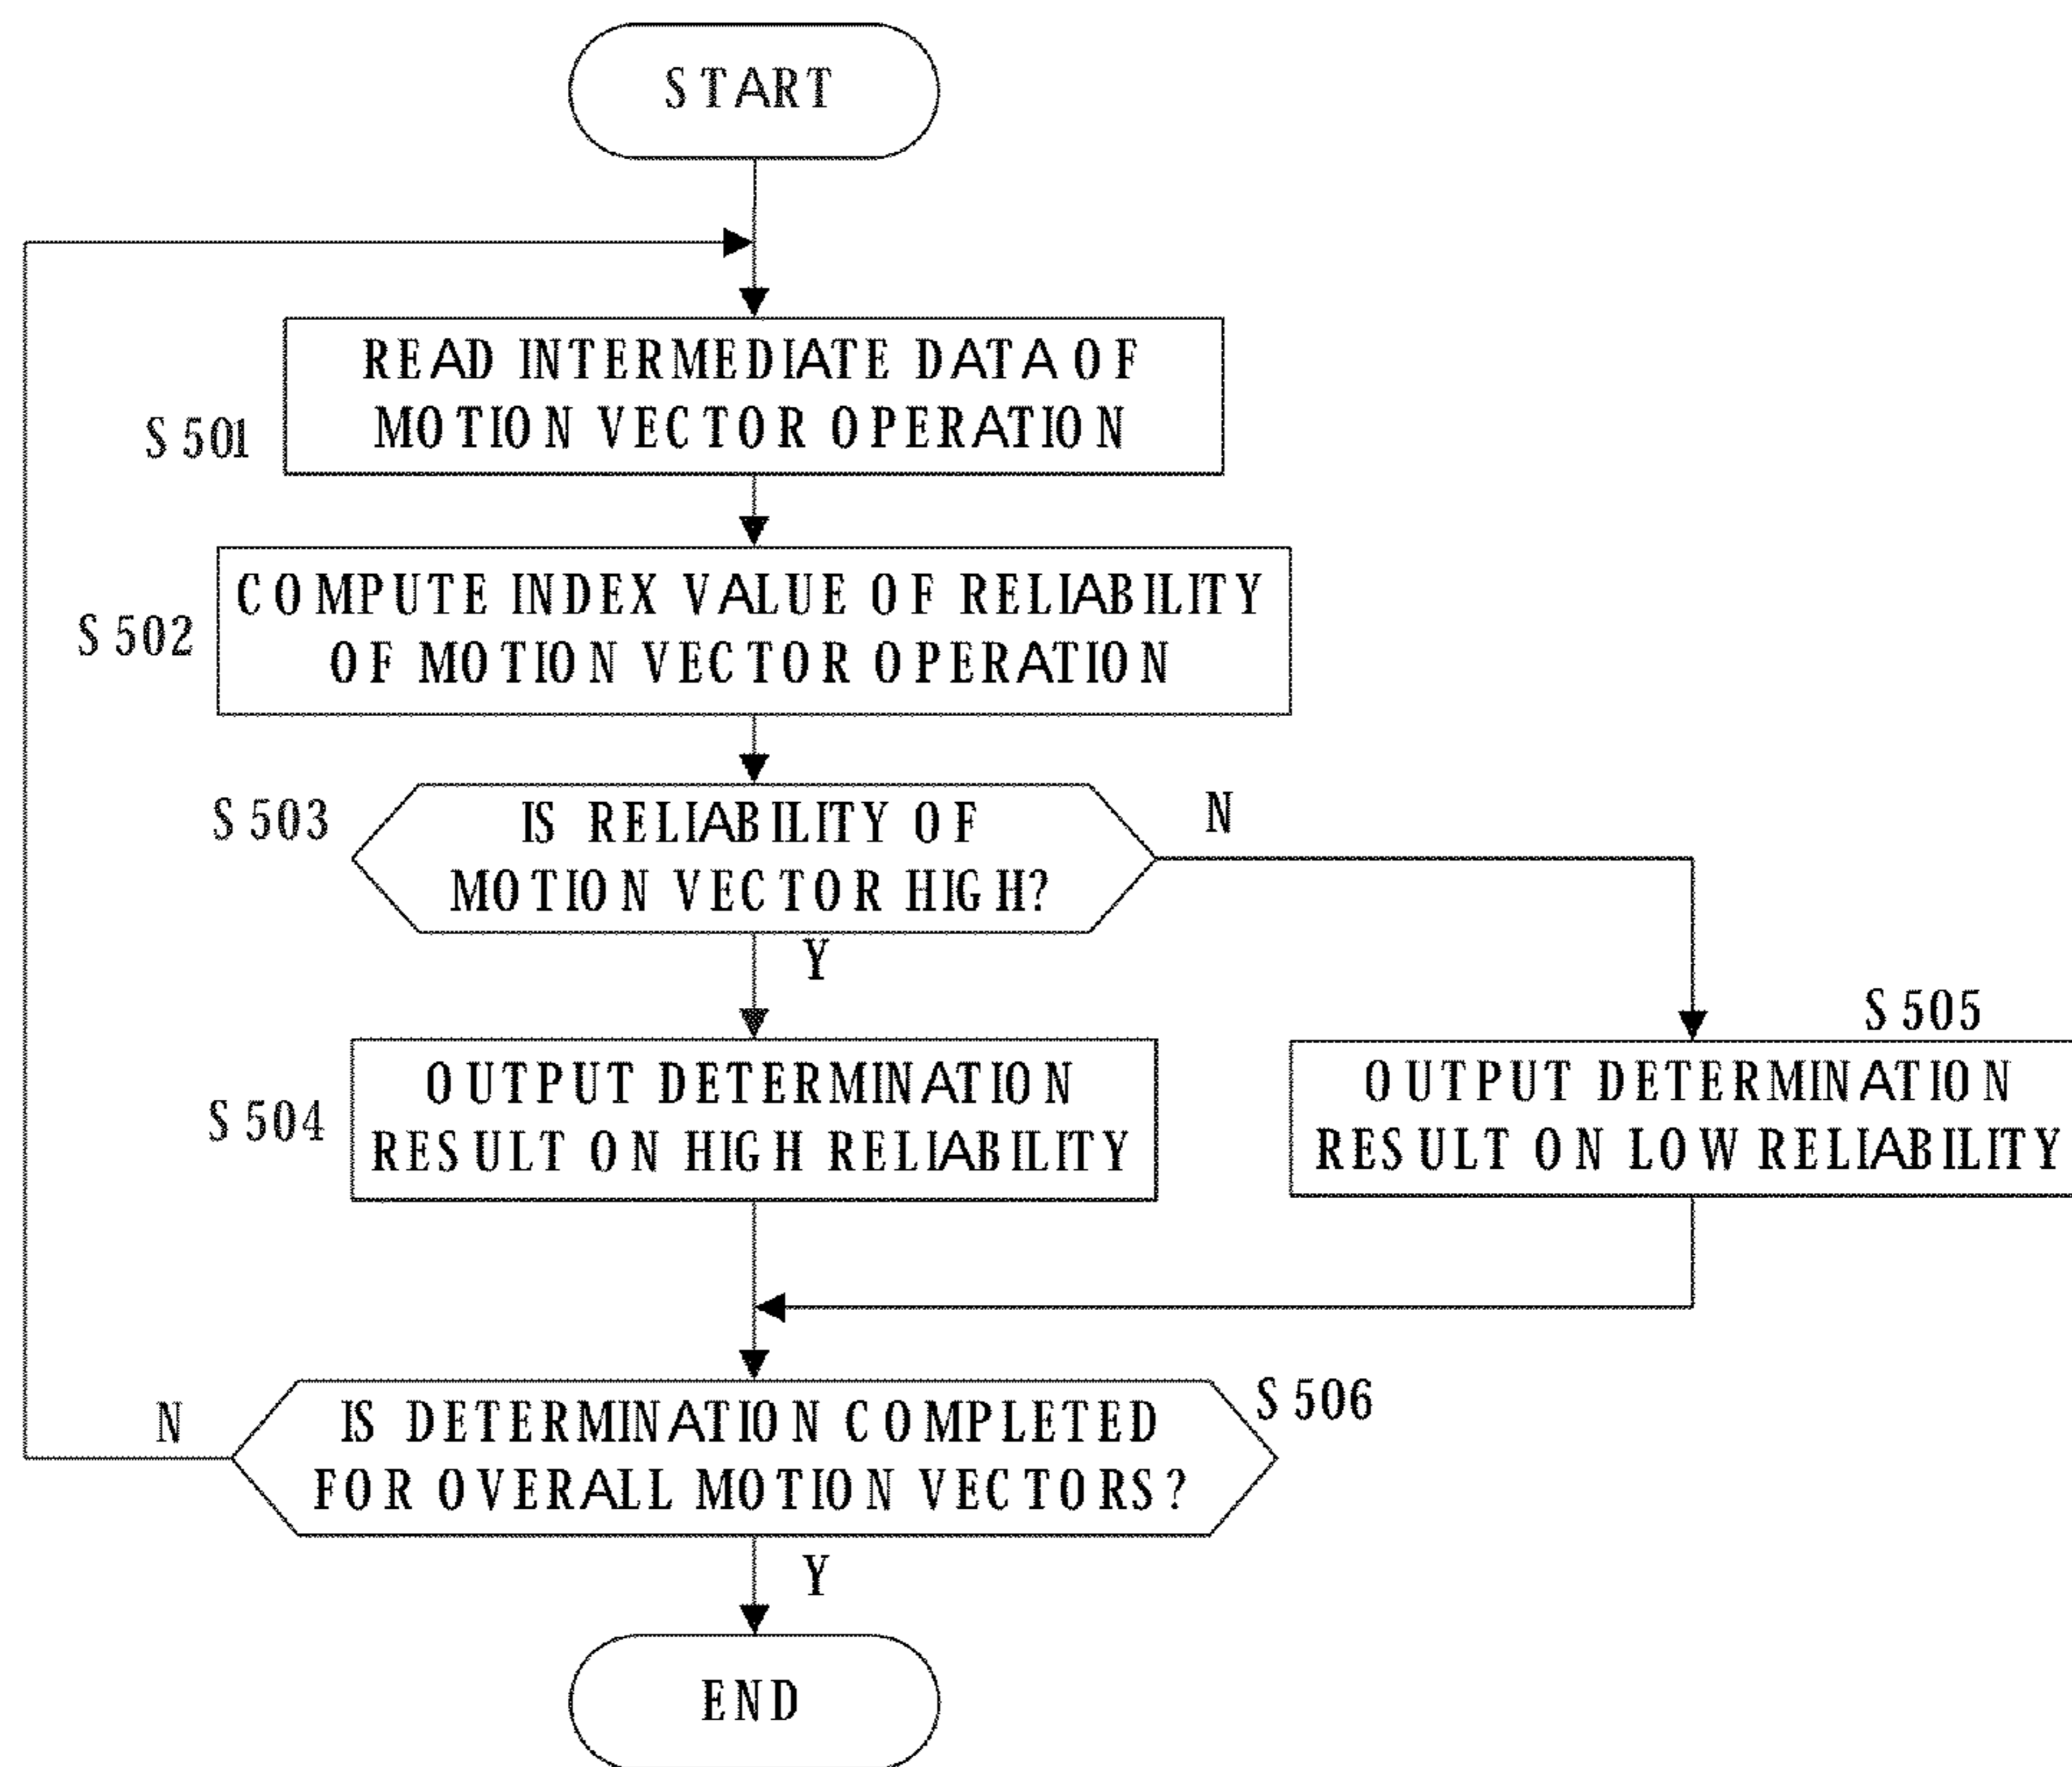 START
READ INTERMEDIATE DATA OF
MOTION VECTOR OPERATION
S501
COMPUTE INDEX VALUE OF RELIABILITY
OF MOTION VECTOR OPERATION
S502
S503
IS RELIABILITY OF
MOTION VECTOR HIGH?
N
Y
S504
OUTPUT DETERMINATION
RESULT ON HIGH RELIABILITY
S505
OUTPUT DETERMINATION
RESULT ON LOW RELIABILITY
N
IS DETERMINATION COMPLETED
FOR OVERALL MOTION VECTORS?
S506
Y
END